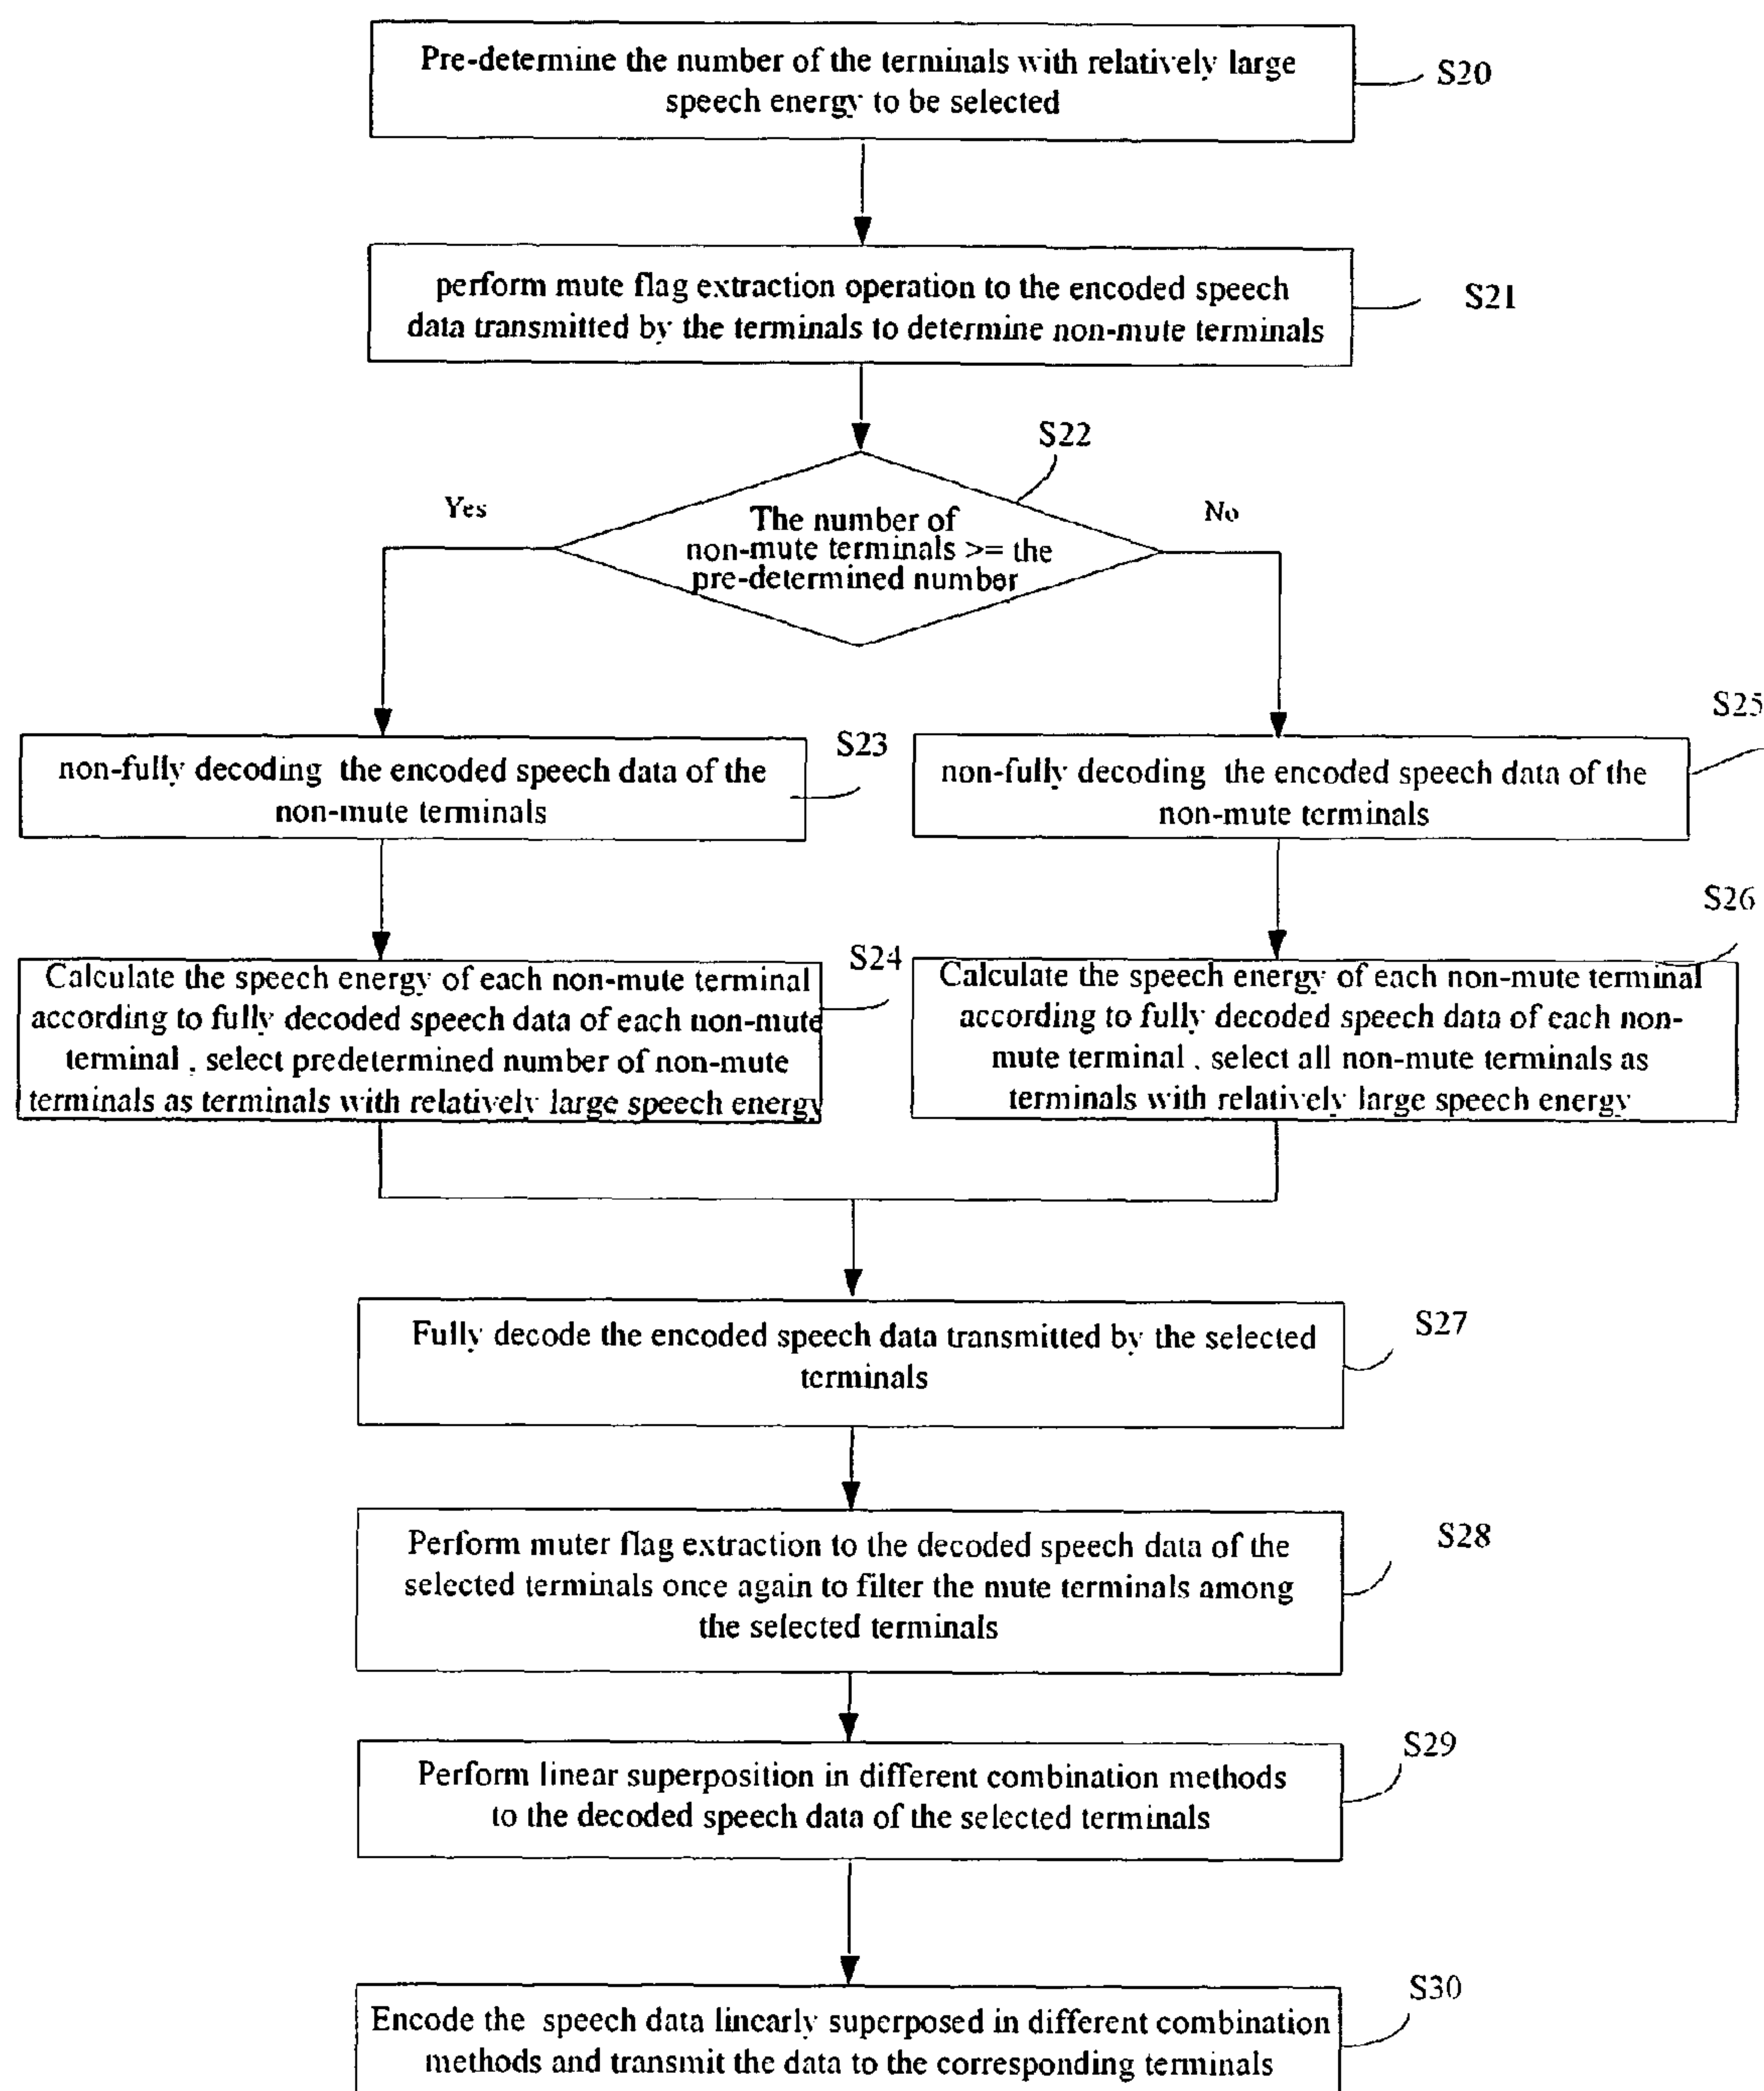 Pre-determine the number of the terminals with relatively large
speech energy to be selected
S20
perform mute flag extraction operation to the encoded speech
data transmitted by the terminals to determine non-mute terminals
S21
S22
Yes
No
The number of
non-mute terminals >= the
pre-determined number
S23
non-fully decoding the encoded speech data of the
non-mute terminals
S25
non-fully decoding the encoded speech data of the
non-mute terminals
S24
Calculate the speech energy of each non-mute terminal
according to fully decoded speech data of each non-mute
terminal , select predetermined number of non-mute
terminals as terminals with relatively large speech energy
S26
Calculate the speech energy of each non-mute terminal
according to fully decoded speech data of each non-
mute terminal , select all non-mute terminals as
terminals with relatively large speech energy
Fully decode the encoded speech data transmitted by the selected
terminals
S27
Perform muter flag extraction to the decoded speech data of the
selected terminals once again to filter the mute terminals among
the selected terminals
S28
Perform linear superposition in different combination methods
to the decoded speech data of the selected terminals
S29
Encode the speech data linearly superposed in different combination
methods and transmit the data to the corresponding terminals
S30